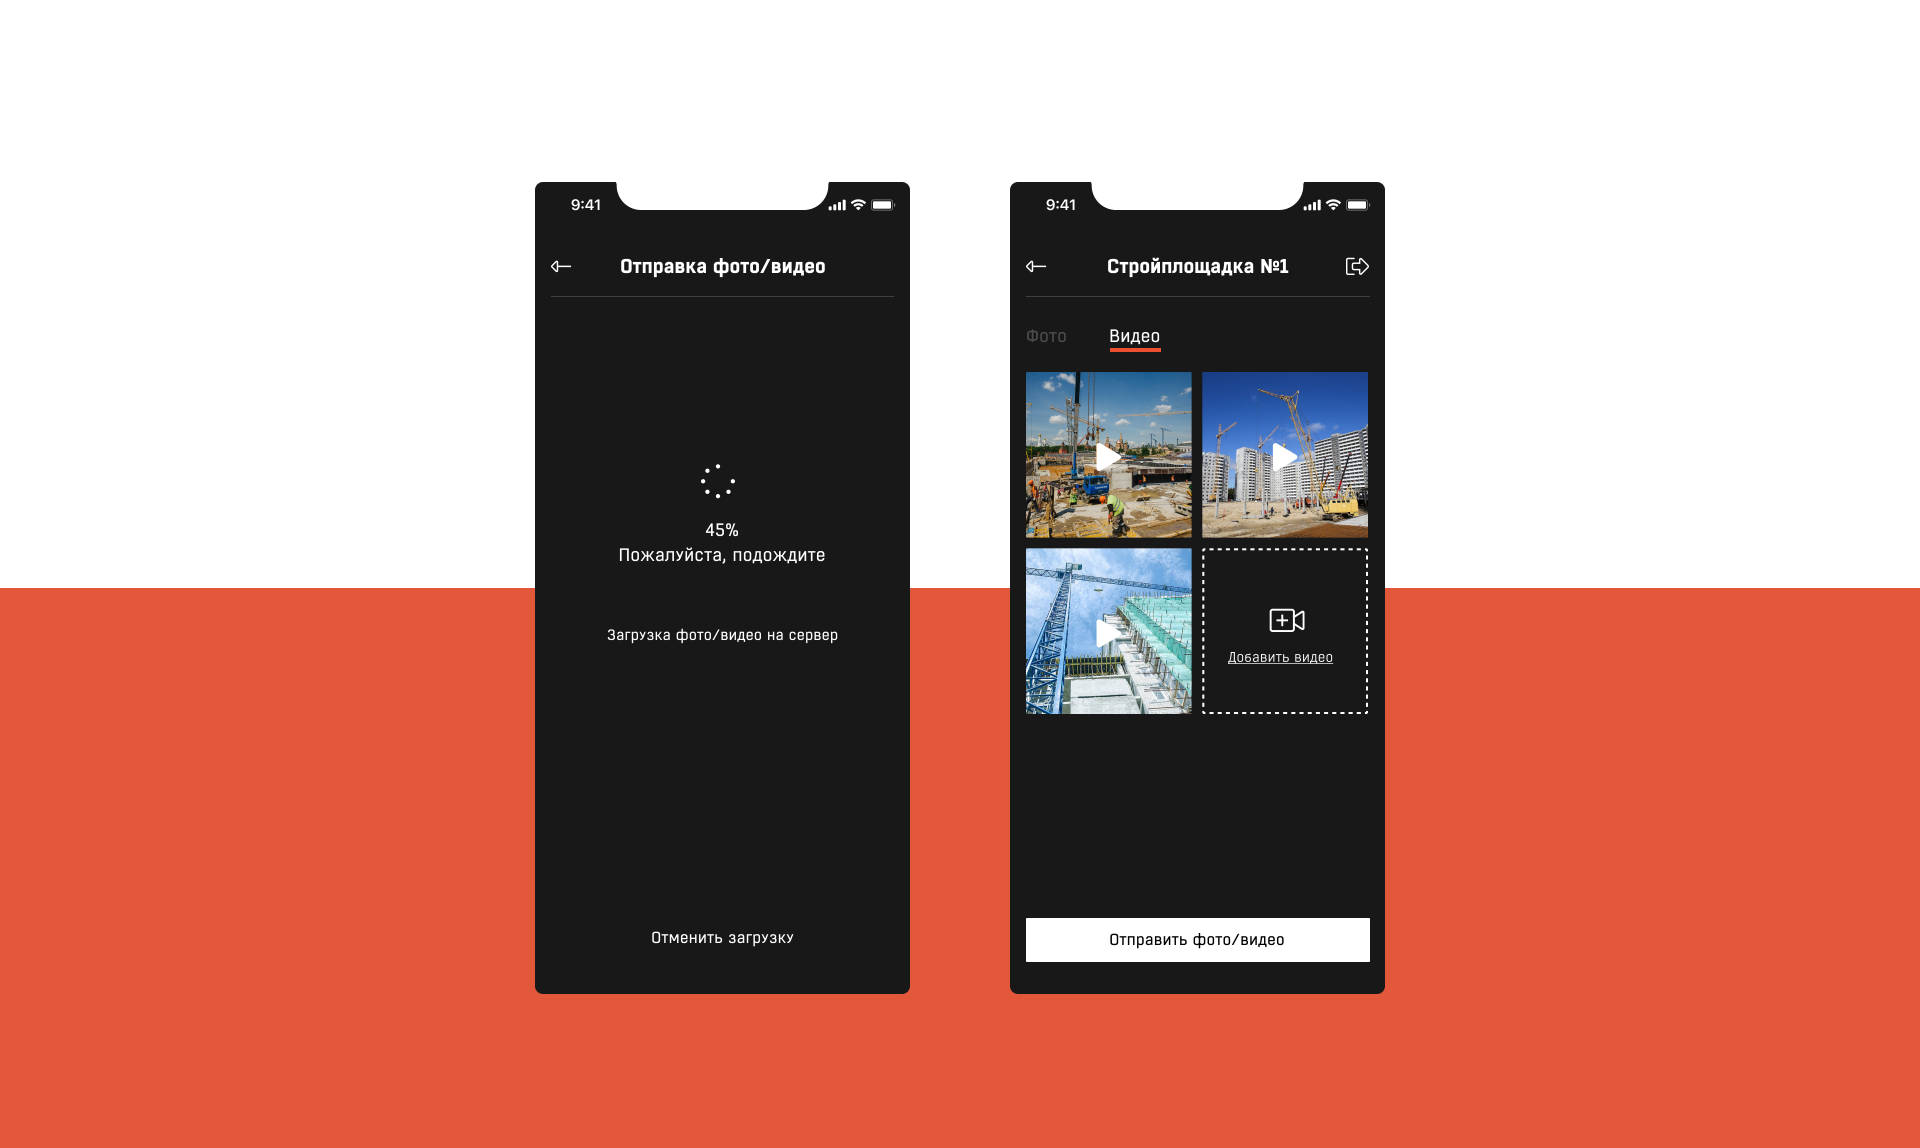 9:41
Отправка фото/видео
45%
Пожалуйста, подождите
Загрузка фото/видео на сервер
Отменить загрузку
9:41
Стройплощадка №1
Фото
Видео
Добавить видео
Отправить фото/видео